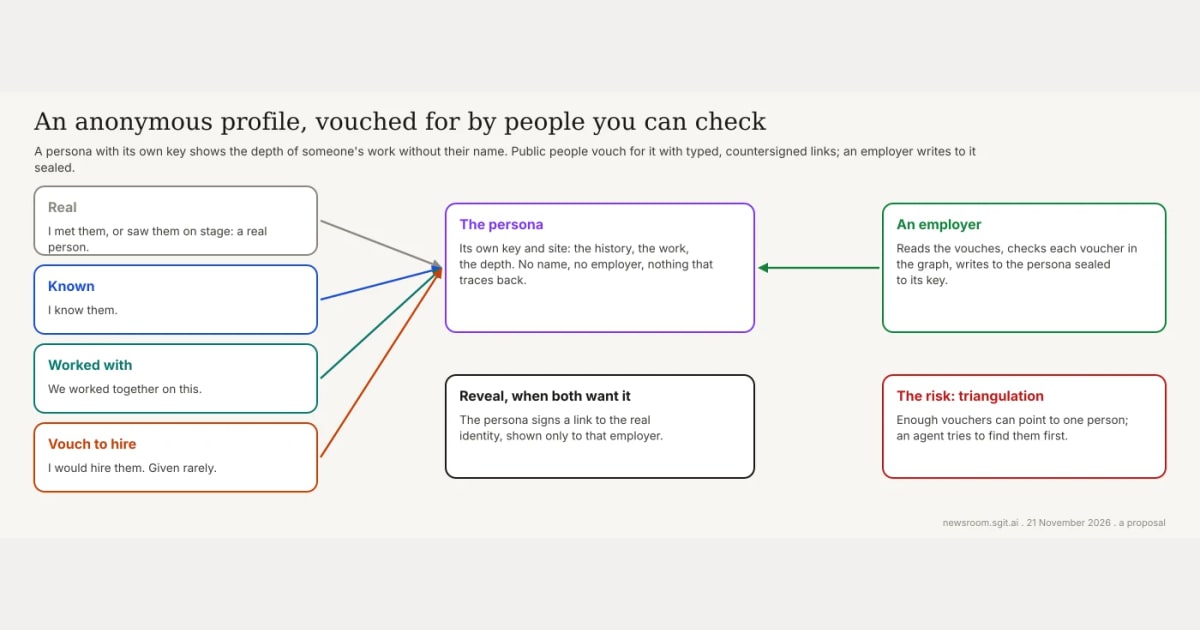 An anonymous profile, vouched for by people you can check
A persona with its own key shows the depth of someone's work without their name. Public people vouch for it with typed, countersigned links; an employer writes to it
sealed.
Real
I met them, or saw them on stage: a real
person.
Known
I know them.
Worked with
We worked together on this.
Vouch to hire
I would hire them. Given rarely.
The persona
Its own key and site: the history, the work,
the depth. No name, no employer, nothing that
traces back.
Reveal, when both want it
The persona signs a link to the real
identity, shown only to that employer.
An employer
Reads the vouches, checks each voucher in
the graph, writes to the persona sealed
to its key.
The risk: triangulation
Enough vouchers can point to one person;
an agent tries to find them first.
newsroom.sgit.ai . 21 November 2026 . a proposal